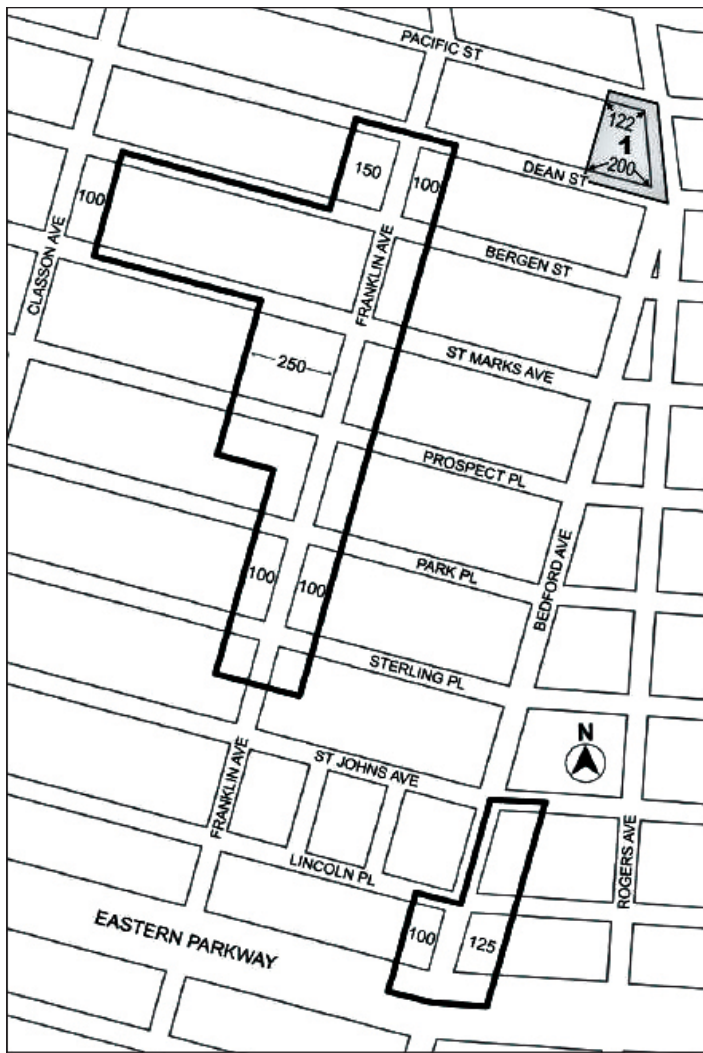 PACIFIC ST
122
1
200
150
100
DEAN ST
100
CLASSON AVE
FRANKLIN AVE
BERGEN ST
250
ST MARKS AVE
PROSPECT PL
100
100
PARK PL
BEDFORD AVE
STERLING PL
N
ST JOHNS AVE
FRANKLIN AVE
LINCOLN PL
ROGERS AVE
100
125
EASTERN PARKWAY